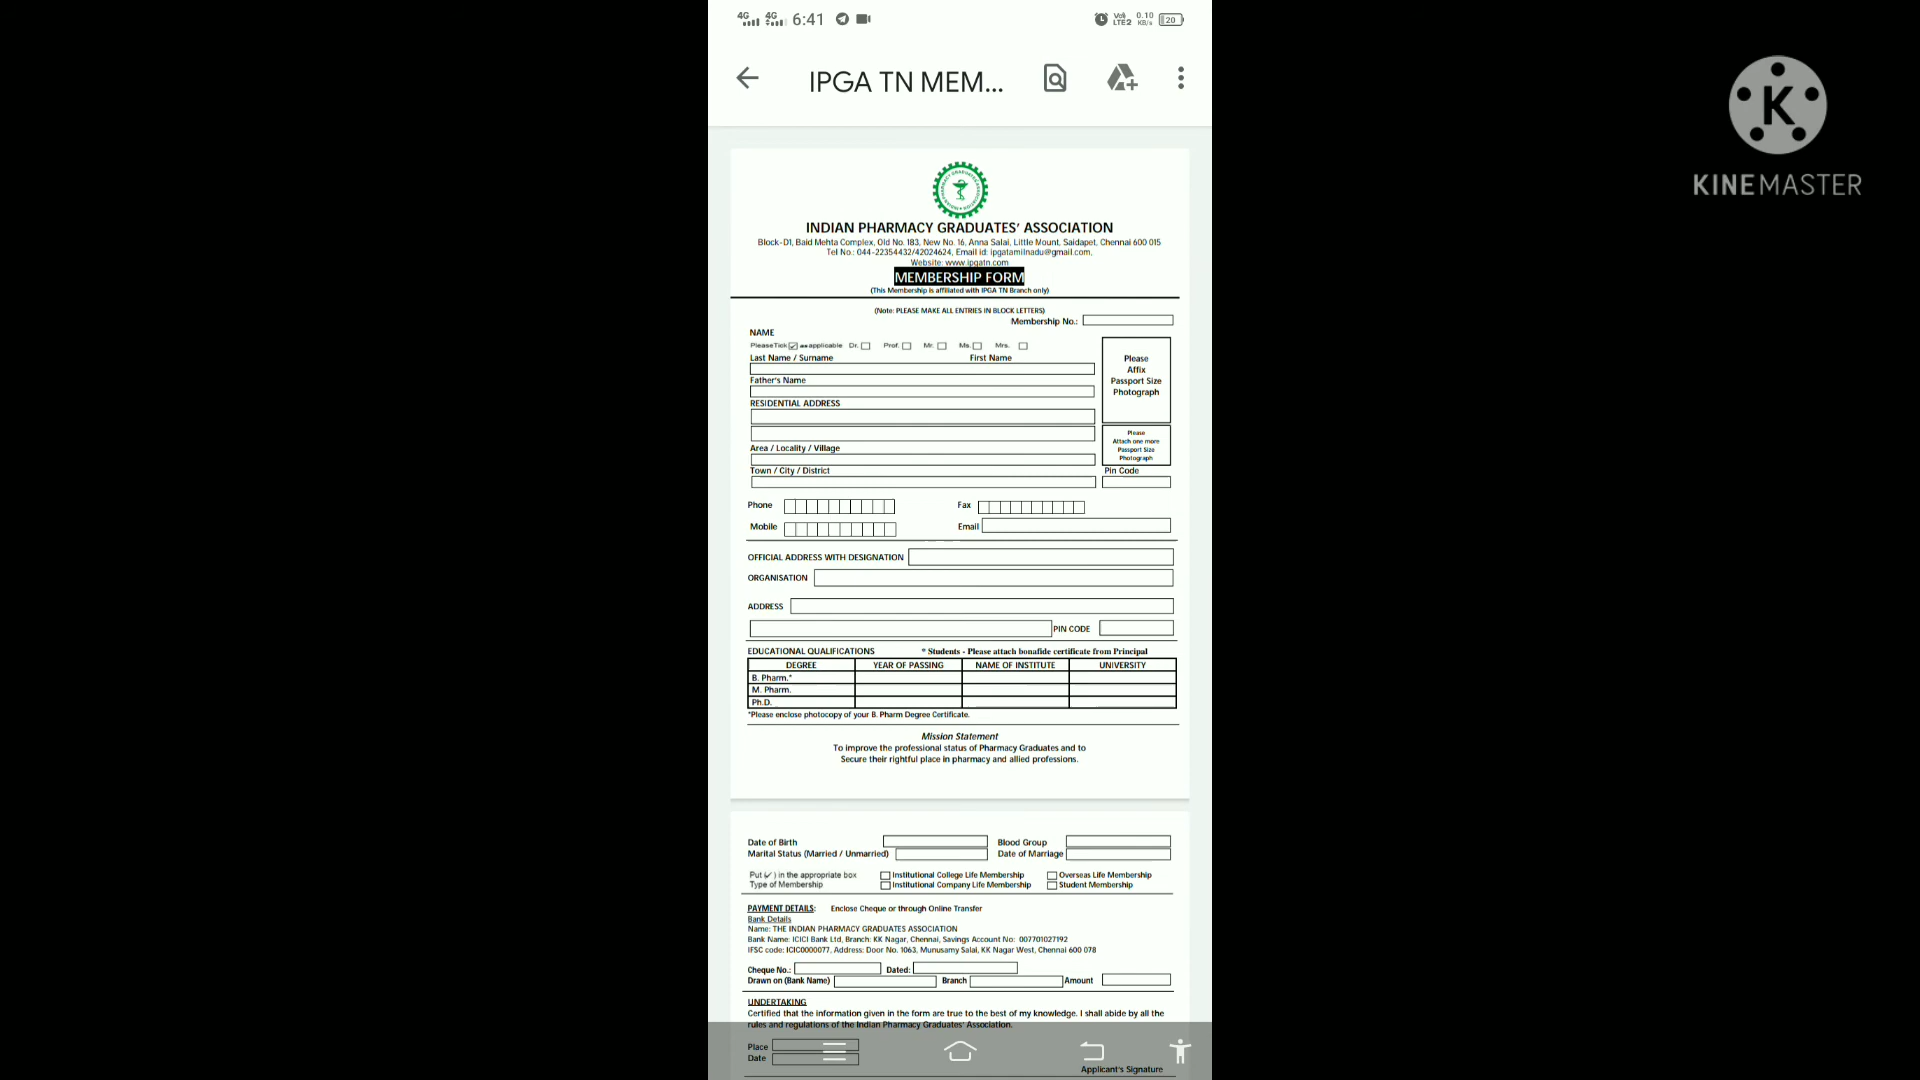 4G 4G 6:41 Vo) LTE2 0.10 KB/s 20
IPGA TN MEM...
K
KINEMASTER
INDIAN PHARMACY GRADUATES' ASSOCIATION
Block-D1, Baid Mehta Complex, Old No. 183, New No. 16, Anna Salai, Little Mount, Saidapet, Chennai 600 015
Tel No.: 044-22354432/42024624, Email id: ipgatamilnadu@gmail.com,
Website: www.ipgatn.com
MEMBERSHIP FORM
(This Membership is affiliated with IPGA TN Branch only)
(Note: PLEASE MAKE ALL ENTRIES IN BLOCK LETTERS)
Membership No.:
NAME
Please Tick as applicable Dr. Prof. Mr. Ms. Mrs.
Last Name / Surname First Name
Father's Name
RESIDENTIAL ADDRESS
Please
Affix
Passport Size
Photograph
Please
Attach one more
Passport Size
Photograph
Area / Locality / Village
Town / City / District Pin Code
Phone Fax
Mobile Email
OFFICIAL ADDRESS WITH DESIGNATION
ORGANISATION
ADDRESS
PIN CODE
EDUCATIONAL QUALIFICATIONS * Students - Please attach bonafide certificate from Principal
DEGREE YEAR OF PASSING NAME OF INSTITUTE UNIVERSITY
B. Pharm.*
M. Pharm.
Ph.D.
*Please enclose photocopy of your B. Pharm Degree Certificate.
Mission Statement
To improve the professional status of Pharmacy Graduates and to
Secure their rightful place in pharmacy and allied professions.
Date of Birth Blood Group
Marital Status (Married / Unmarried) Date of Marriage
Put (✓) in the appropriate box Institutional College Life Membership Overseas Life Membership
Type of Membership Institutional Company Life Membership Student Membership
PAYMENT DETAILS: Enclose Cheque or through Online Transfer
Bank Details
Name: THE INDIAN PHARMACY GRADUATES ASSOCIATION
Bank Name: ICICI Bank Ltd, Branch: KK Nagar, Chennai, Savings Account No: 007701027192
IFSC code: ICIC0000077, Address: Door No. 1063, Munusamy Salai, KK Nagar West, Chennai 600 078
Cheque No.: Dated:
Drawn on (Bank Name) Branch Amount
UNDERTAKING
Certified that the information given in the form are true to the best of my knowledge. I shall abide by all the
rules and regulations of the Indian Pharmacy Graduates' Association.
Place
Date
Applicant's Signature